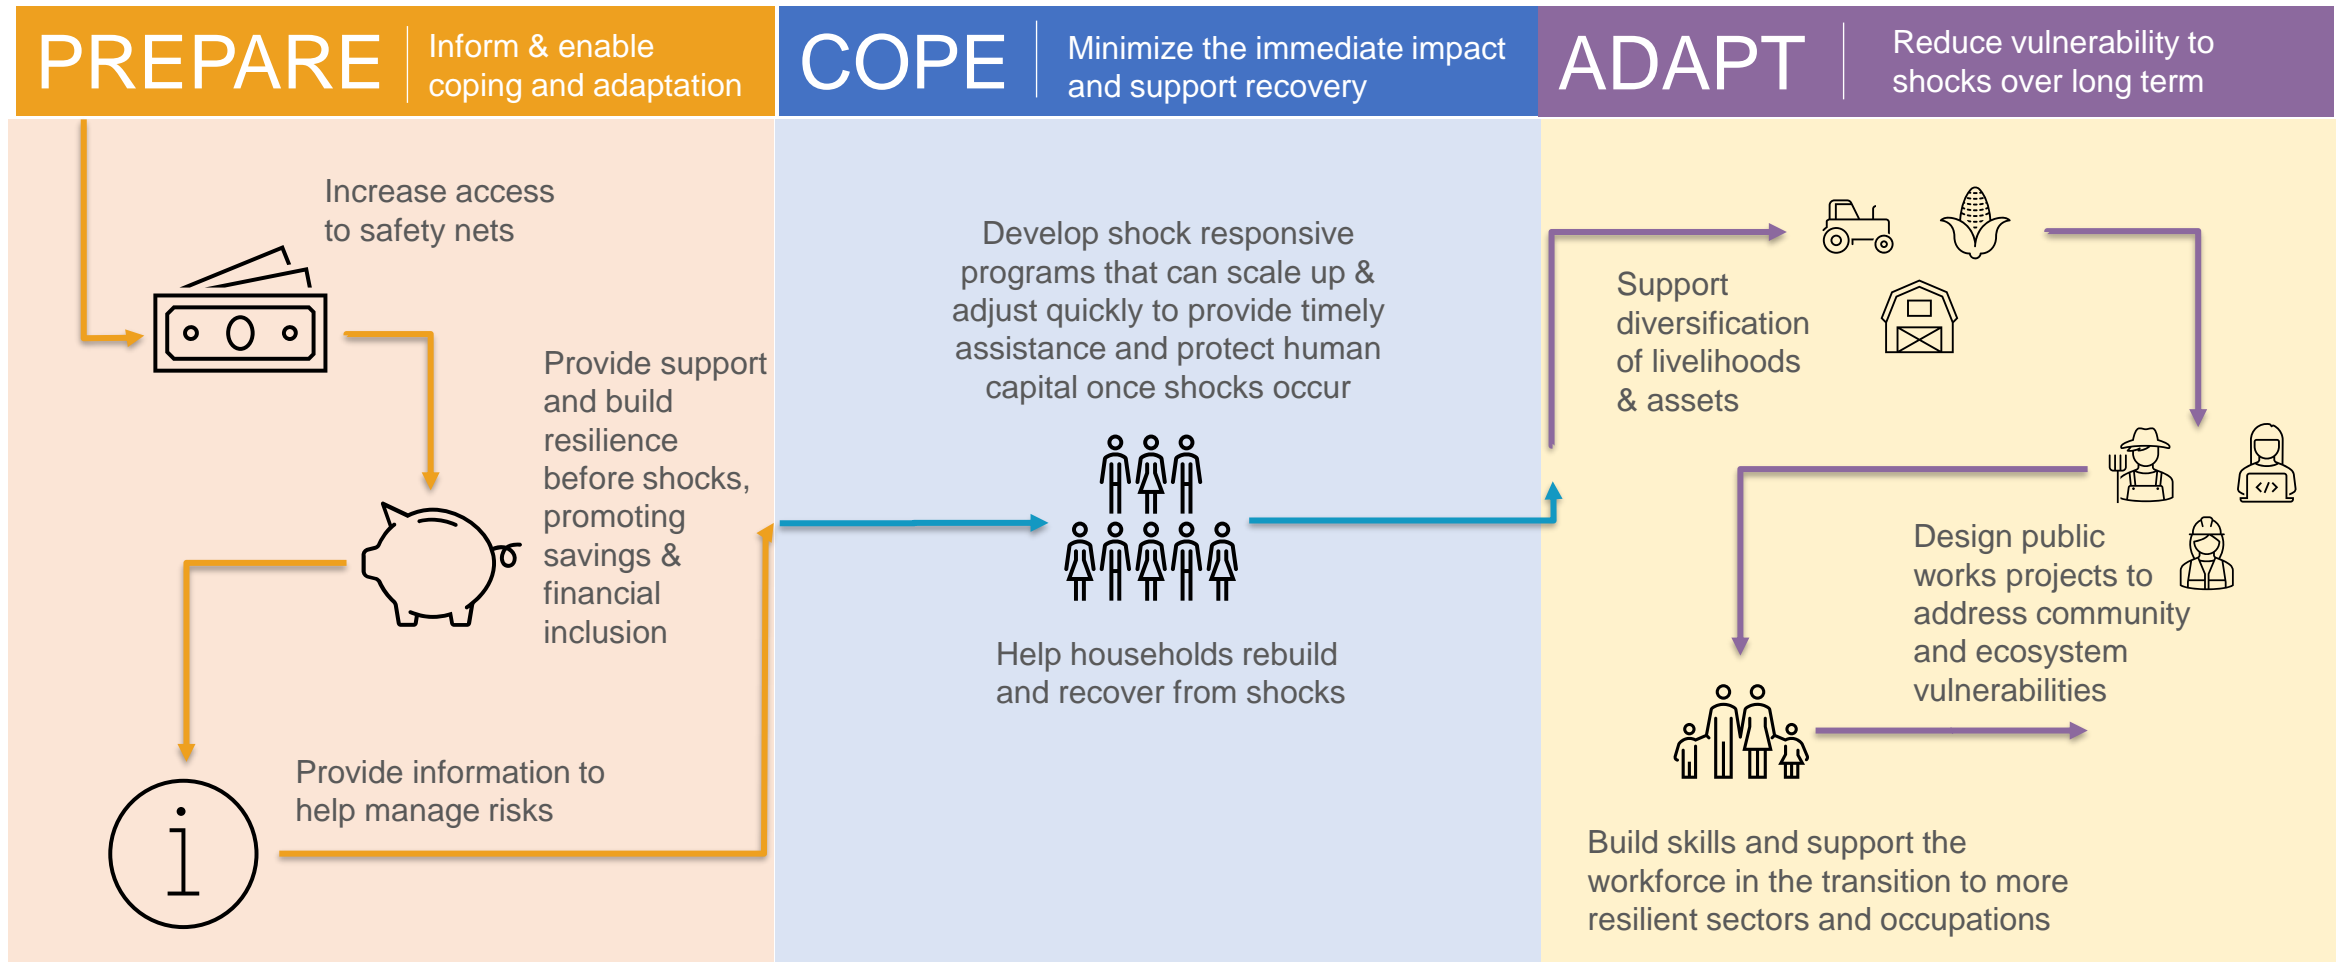 PREPARE
Inform & enable
coping and adaptation
COPE
Minimize the immediate impact
and support recovery
ADAPT
Reduce vulnerability to
shocks over long term
Increase access
to safety nets
Provide support
and build
resilience
before shocks,
promoting
savings &
financial
inclusion
Provide information to
help manage risks
i
Develop shock responsive
programs that can scale up &
adjust quickly to provide timely
assistance and protect human
capital once shocks occur
Help households rebuild
and recover from shocks
Support
diversification
of livelihoods
& assets
</>
Design public
works projects to
address community
and ecosystem
vulnerabilities
Build skills and support the
workforce in the transition to more
resilient sectors and occupations